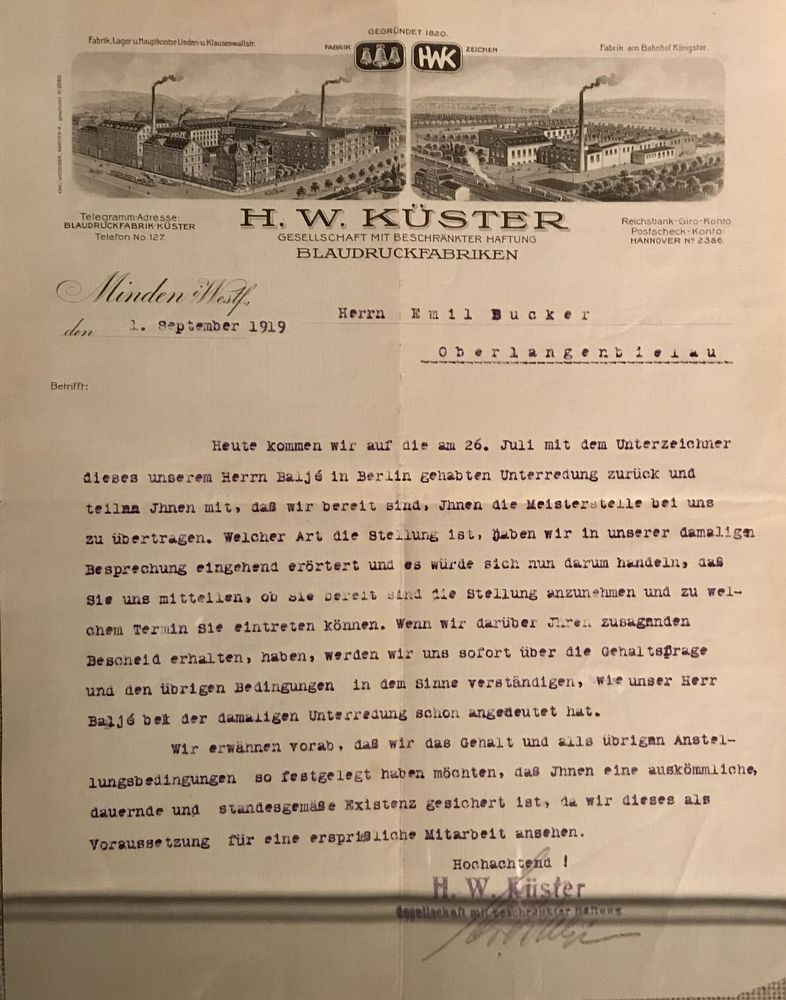 GEGRÜNDET 1820.
Fabrik, Lager u. Hauptkontor Linden- u. Klausenwallstr.
FABRIK HWK ZEICHEN
Fabrik am Bahnhof Königstor.
Telegramm-Adresse:
BLAUDRUCKFABRIK-KÜSTER
Telefon No 127.
H. W. KÜSTER
GESELLSCHAFT MIT BESCHRÄNKTER HAFTUNG
BLAUDRUCKFABRIKEN
Reichsbank-Giro-Konto.
Postscheck-Konto:
HANNOVER Nº 2386.
Minden i/Westf.,
den 1. September 1919
Herrn Emil Bucker
Oberlangenbielau
Betrifft:
Heute kommen wir auf die am 26. Juli mit dem Unterzeichner
dieses unserem Herrn Baljé in Berlin gehabten Unterredung zurück und
teilen Jhnen mit, daß wir bereit sind, Jhnen die Meisterstelle bei uns
zu übertragen. Welcher Art die Stellung ist, haben wir in unserer damaligen
Besprechung eingehend erörtert und es würde sich nun darum handeln, daß
Sie uns mitteilen, ob Sie bereit sind die Stellung anzunehmen und zu wel-
chem Termin Sie eintreten können. Wenn wir darüber Jhren zusagenden
Bescheid erhalten, haben, werden wir uns sofort über die Gehaltsfrage
und den übrigen Bedingungen in dem Sinne verständigen, wie unser Herr
Baljé bei der damaligen Unterredung schon angedeutet hat.
Wir erwähnen vorab, daß wir das Gehalt und alls übrigen Anstel-
lungsbedingungen so festgelegt haben möchten, daß Jhnen eine auskömmliche,
dauernde und standesgemäße Existenz gesichert ist, da wir dieses als
Voraussetzung für eine ersprißliche Mitarbeit ansehen.
Hochachtend !
H. W. Küster
Gesellschaft mit beschränkter Haftung